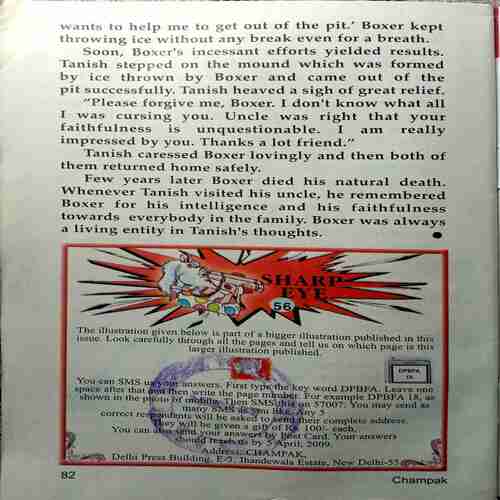 wants to help me to get out of the pit.' Boxer kept
throwing ice without any break even for a breath.
Soon, Boxer's incessant efforts yielded results.
Tanish stepped on the mound which was formed
by ice thrown by Boxer and came out of the
pit successfully. Tanish heaved a sigh of great relief.
"Please forgive me, Boxer. I don't know what all
I was cursing you. Uncle was right that your
faithfulness is unquestionable. I am really
impressed by you. Thanks a lot friend."
Tanish caressed Boxer lovingly and then both of
them returned home safely.
Few years later Boxer died his natural death.
Whenever Tanish visited his uncle, he remembered
Boxer for his intelligence and his faithfulness
towards everybody in the family. Boxer was always
a living entity in Tanish's thoughts.
SHARP
EYE
56
The illustration given below is part of a bigger illustration published in this
issue. Look carefully through all the pages and tell us on which page is this
larger illustration published.
DPBFA
18
You can SMS us your answers. First type the key word DPBFA. Leave one
space after that and then write the page number. For example DPBFA 18, as
shown in the photo of mobile. Then SMS this on 57007. You may send as
many SMS as you like. Any 5
correct respondents will be asked to send their complete address.
They will be given a gift of Rs 100/- each.
You can also send your answers by Post Card. Your answers
should reach us by 5 April, 2009.
Address: CHAMPAK,
Delhi Press Building, E-3, Jhandewala Estate, New Delhi-55
82
Champak